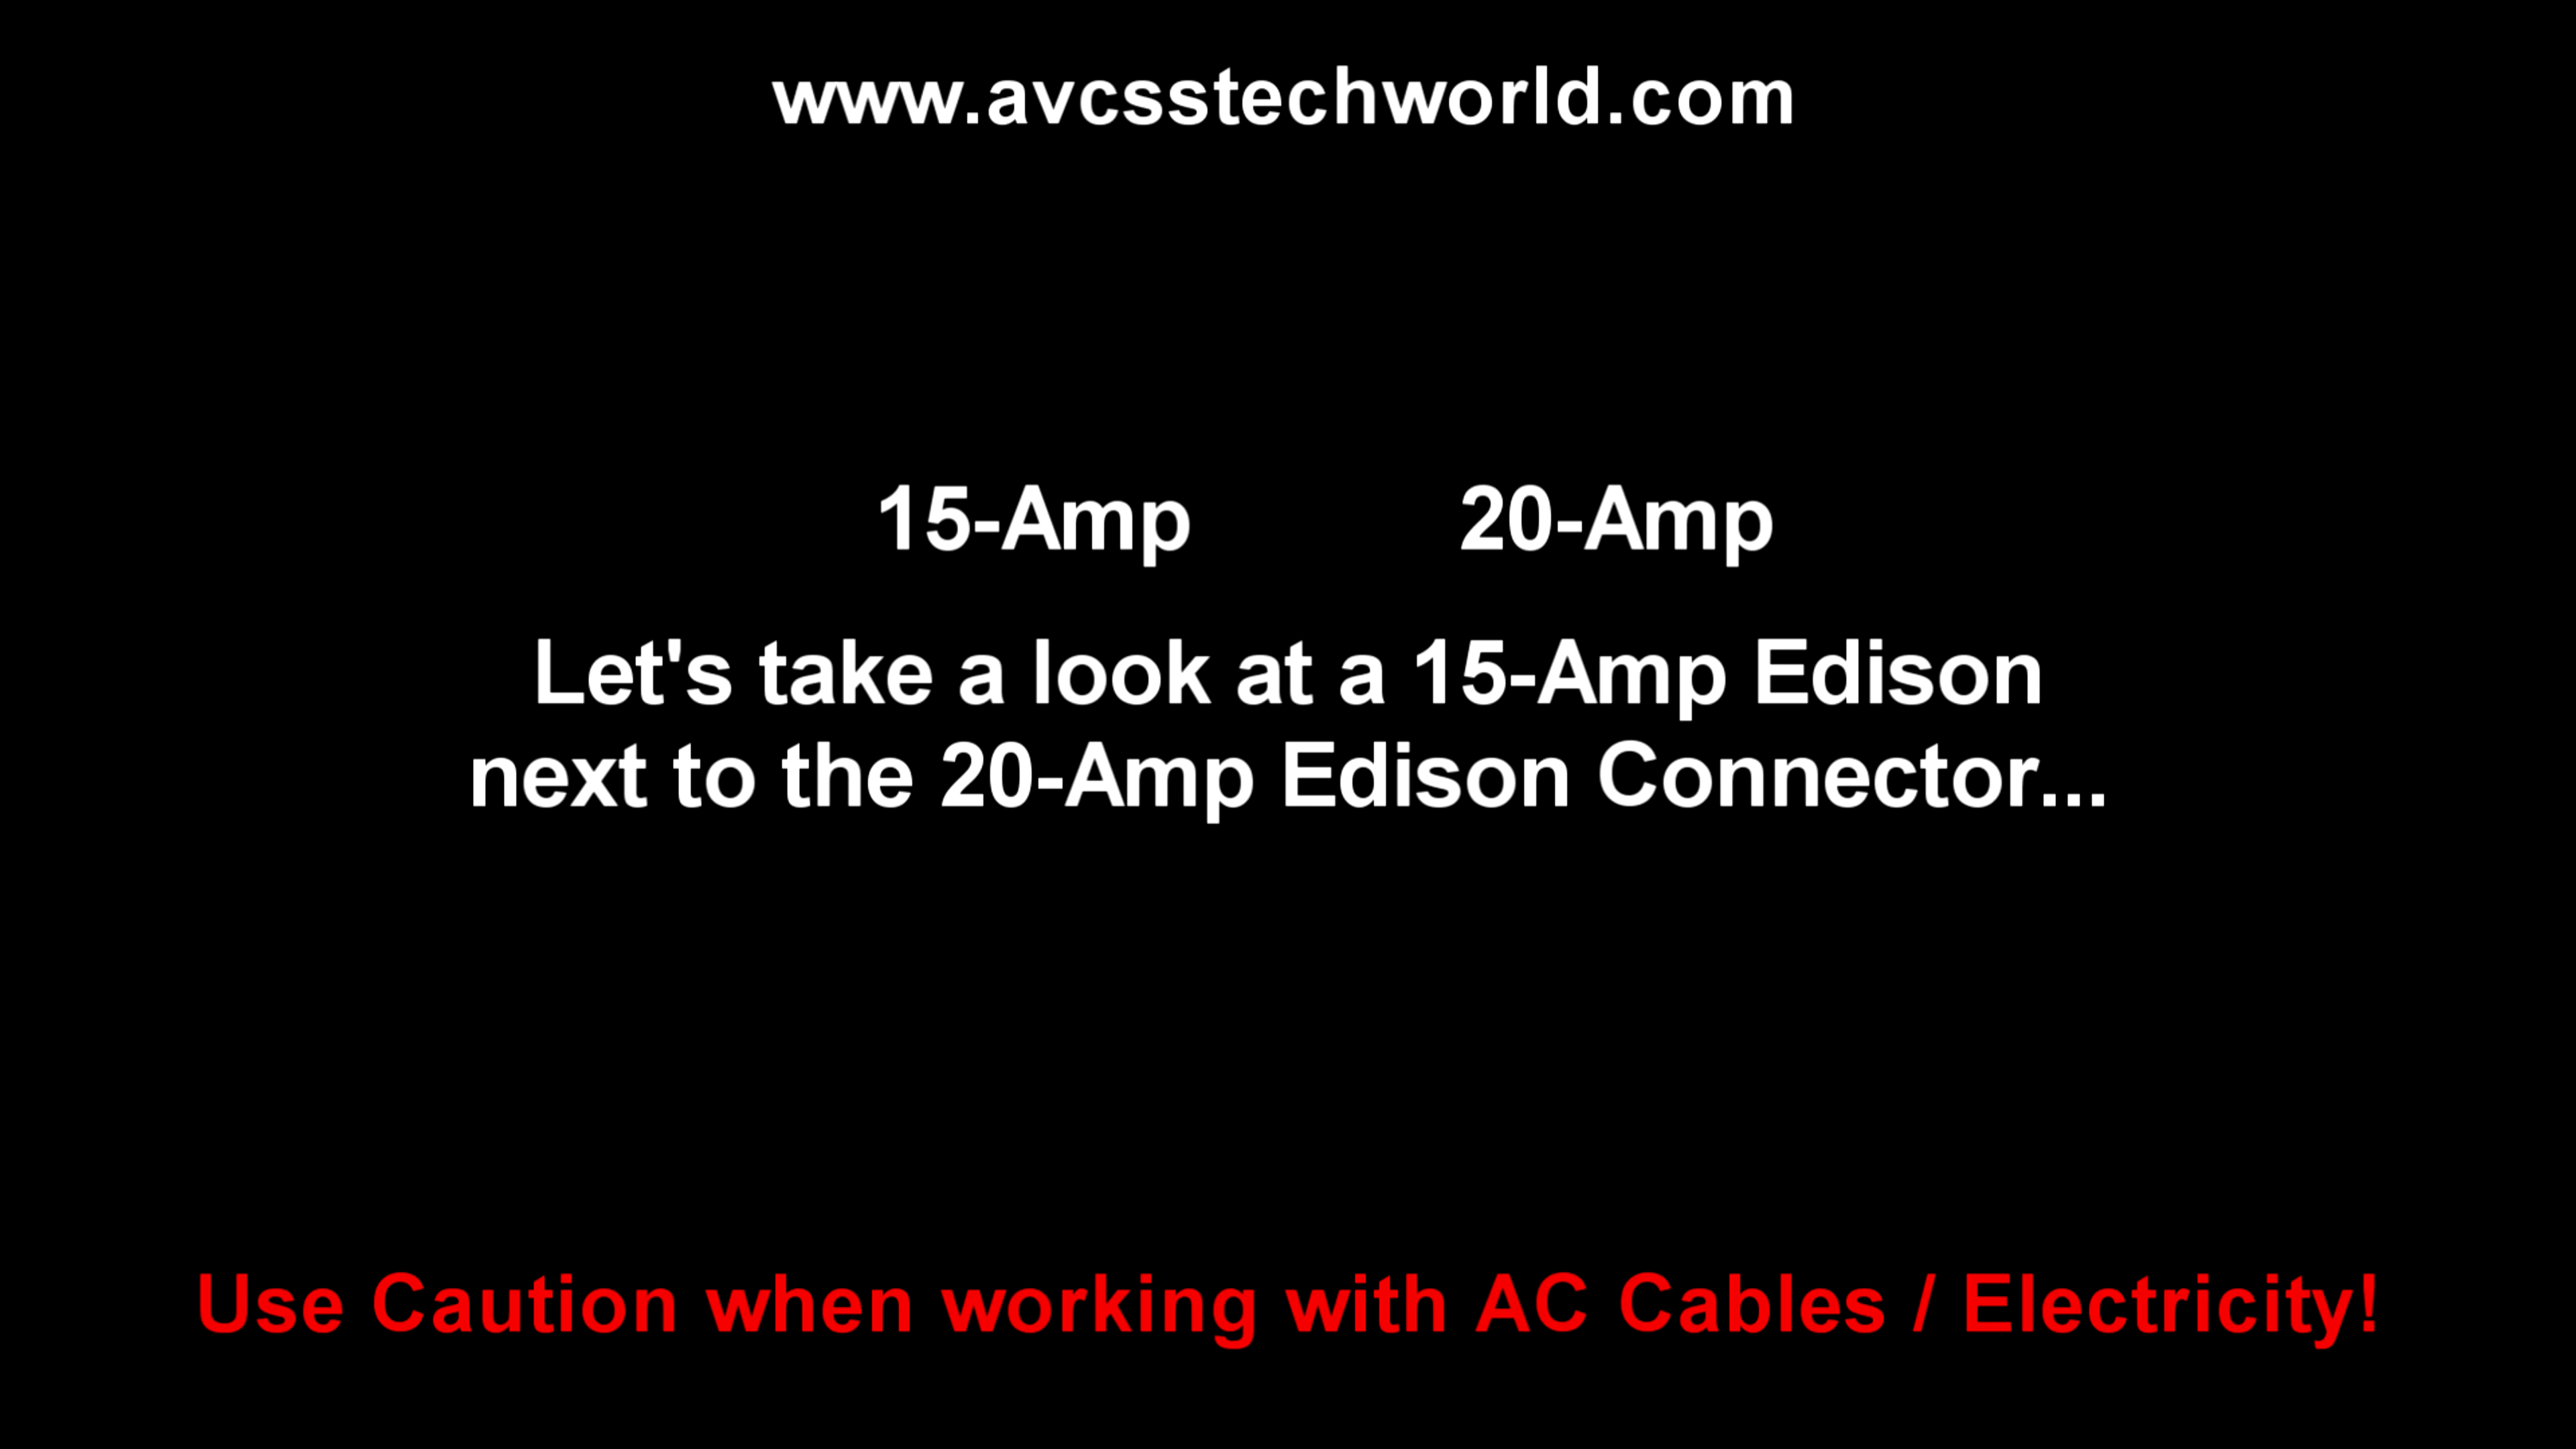 www.avcsstechworld.com
15-Amp 20-Amp
Let's take a look at a 15-Amp Edison
next to the 20-Amp Edison Connector...
Use Caution when working with AC Cables / Electricity!